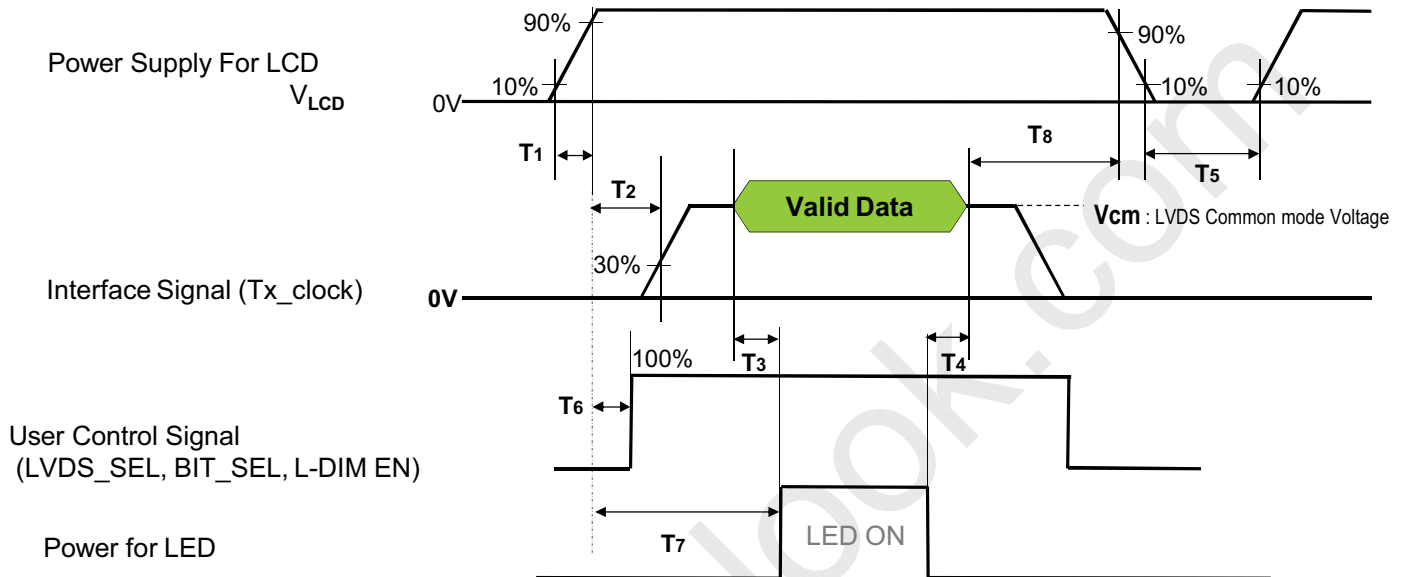 90%
90%
Power Supply For LCD
10%
10%
10%
VLCD
0V
T1
T8
T5
T2
Valid Data
Vcm : LVDS Common mode Voltage
30%
Interface Signal (Tx_clock)
0V
100%
T3
T4
T6
User Control Signal
(LVDS_SEL, BIT_SEL, L-DIM EN)
T7
LED ON
Power for LED
look.com